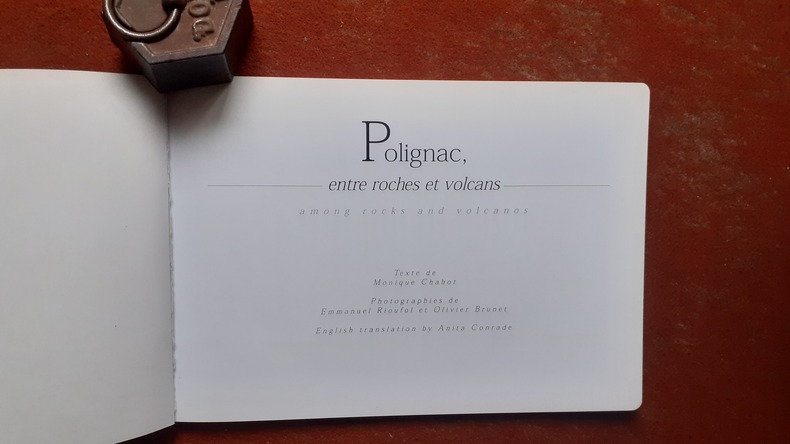 Polignac,
entre roches et volcans
among rocks and volcanos
Texte de
Monique Chabot
Photographies de
Emmanuel Rioufol et Olivier Brunet
English translation by Anita Conrade